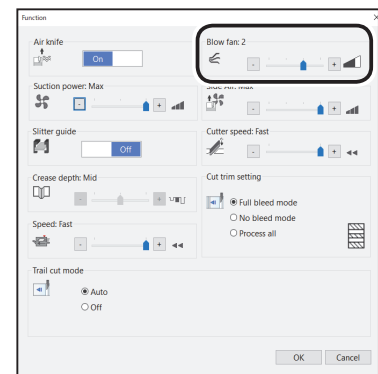 Function
Air knife
On
Blow fan: 2
- +
Suction power: Max
- +
Side Air: Max
- +
Slitter guide
Off
Cutter speed: Fast
- +
Crease depth: Mid
- +
Cut trim setting
Full bleed mode
No bleed mode
Process all
Speed: Fast
- +
Trail cut mode
Auto
Off
OK Cancel